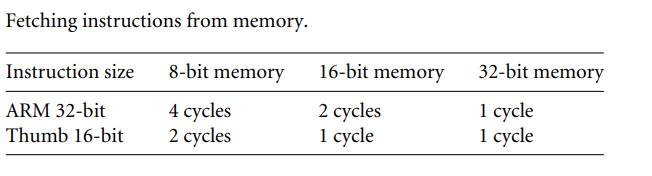 Fetching instructions from memory.
Instruction size 8-bit memory 16-bit memory 32-bit memory
ARM 32-bit 4 cycles 2 cycles 1 cycle
Thumb 16-bit 2 cycles 1 cycle 1 cycle